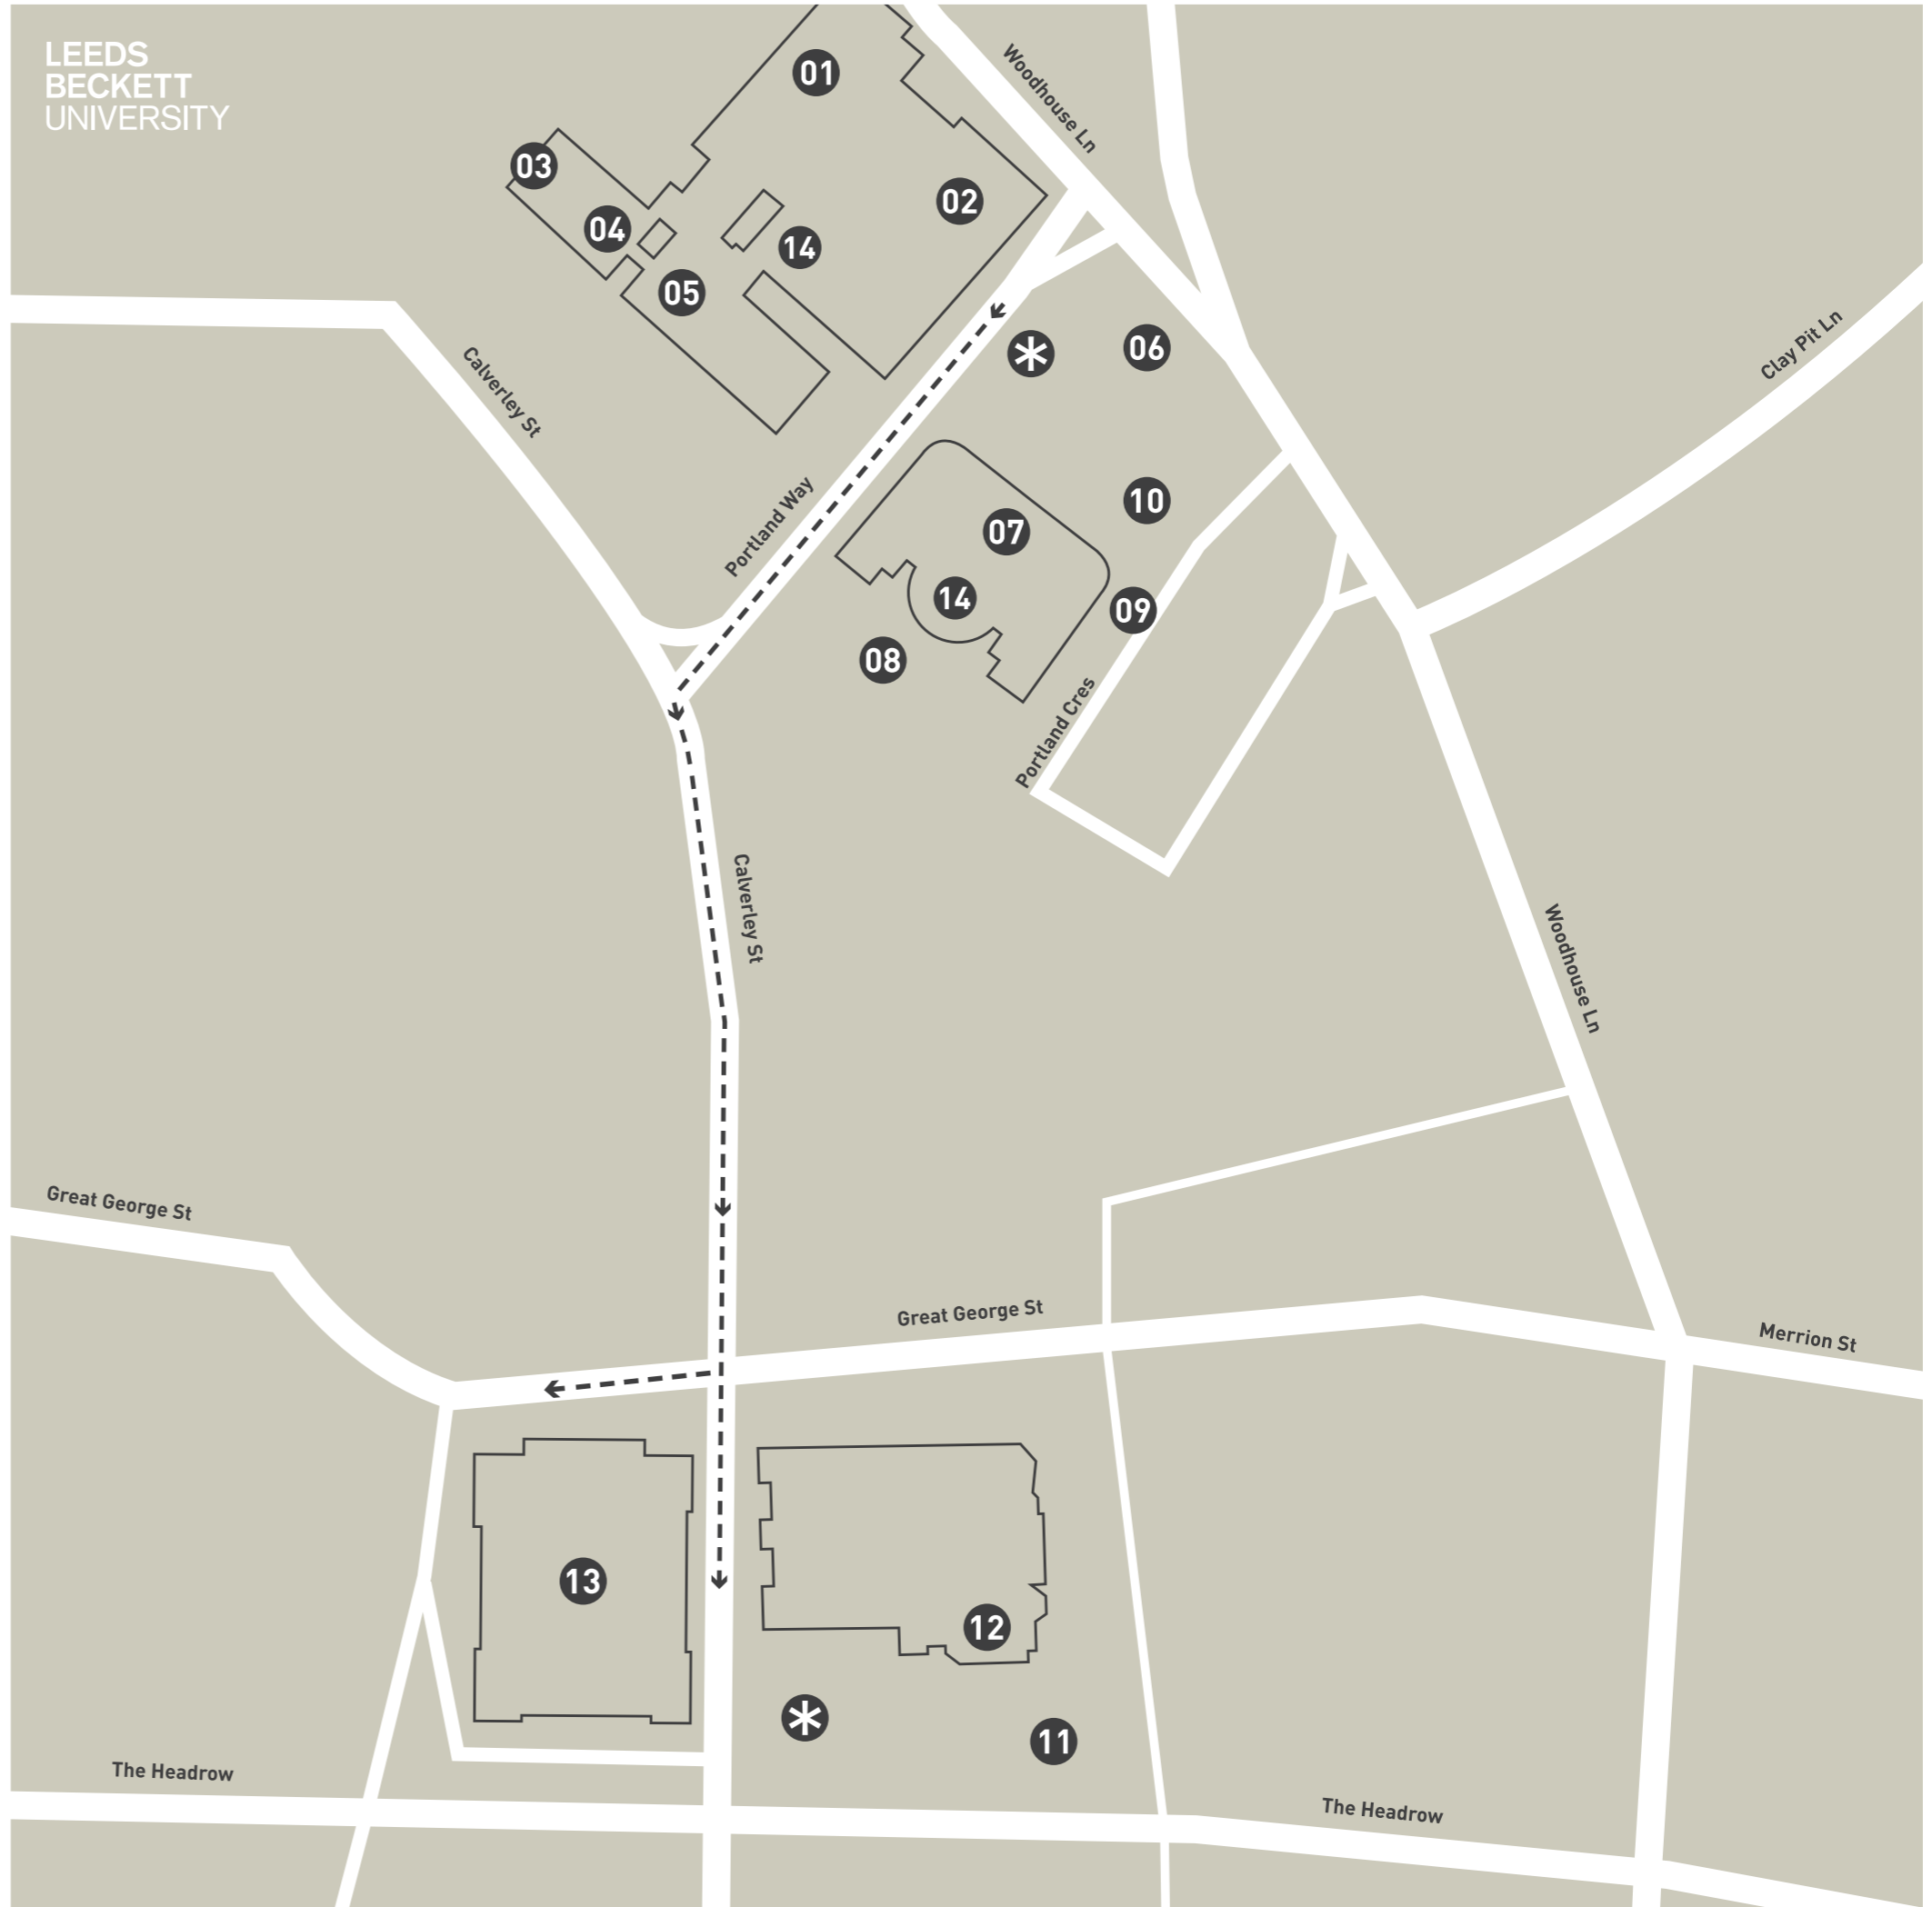 LEEDS
BECKETT
UNIVERSITY
01
Woodhouse Ln
03
02
04
14
05
Clay Pit Ln
*
06
Calverley St
10
Portland Way
07
14
09
08
Portland Cres
Calverley St
Woodhouse Ln
Great George St
Great George St
Merrion St
13
12
*
11
The Headrow
The Headrow